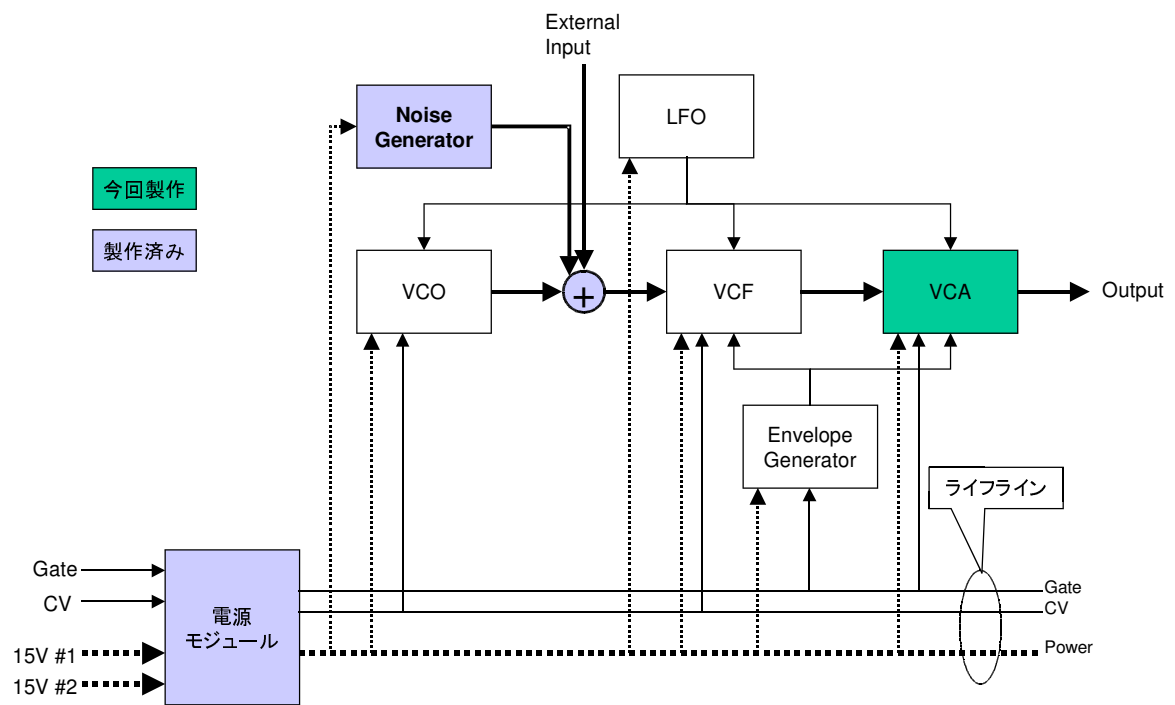 External
Input
Noise
Generator
LFO
今回製作
製作済み
VCO
+
VCF
VCA
Output
Envelope
Generator
ライフライン
Gate
CV
15V #1
15V #2
電源
モジュール
Gate
CV
Power